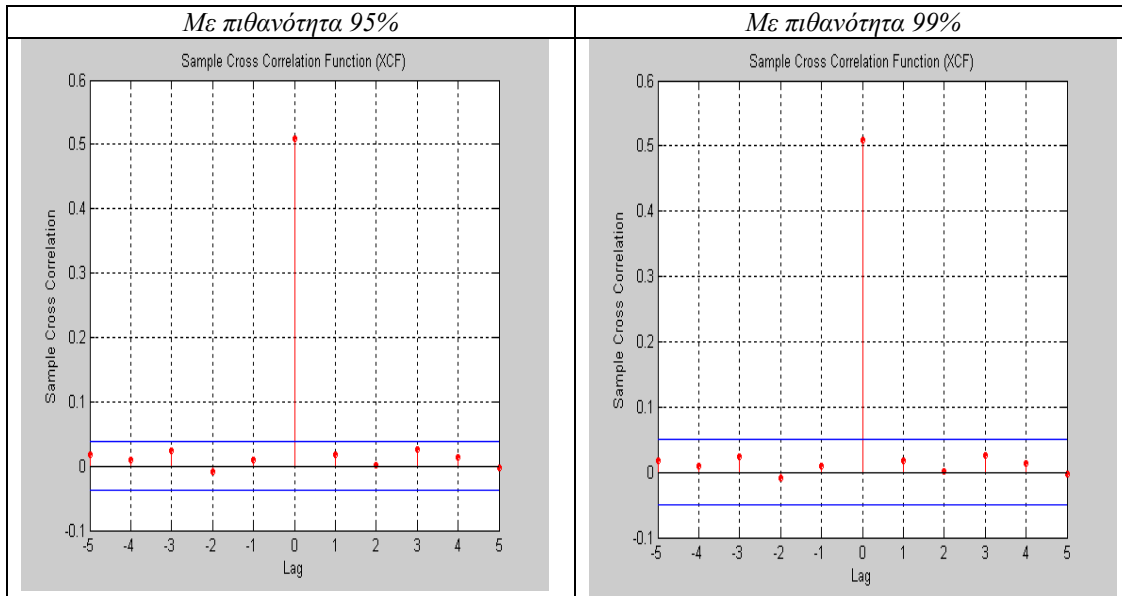 Με πιθανότητα 95%
Με πιθανότητα 99%
Sample Cross Correlation Function (XCF)
0.6
0.5
0.4
0.3
0.2
0.1
0
-0.1
Sample Cross Correlation
-5 -4 -3 -2 -1 0 1 2 3 4 5
Lag
Sample Cross Correlation Function (XCF)
0.6
0.5
0.4
0.3
0.2
0.1
0
-0.1
Sample Cross Correlation
-5 -4 -3 -2 -1 0 1 2 3 4 5
Lag